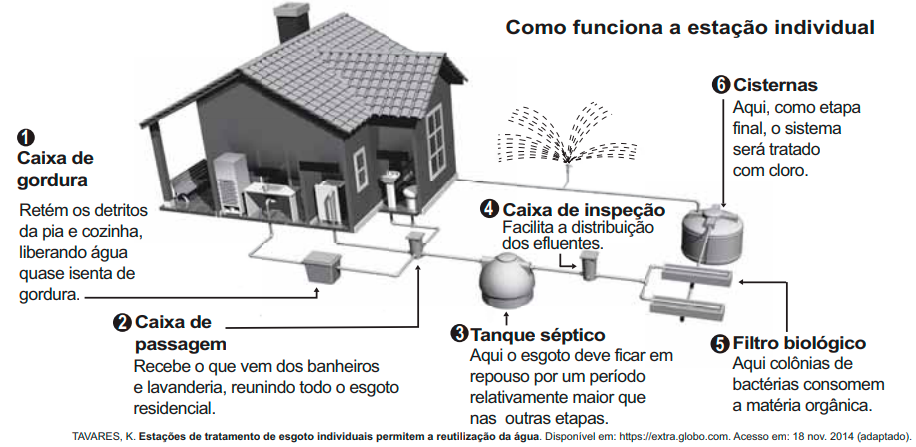 Como funciona a estação individual
1
Caixa de
gordura
Retém os detritos
da pia e cozinha,
liberando água
quase isenta de
gordura.
2 Caixa de
passagem
Recebe o que vem dos banheiros
e lavanderia, reunindo todo o esgoto
residencial.
3 Tanque séptico
Aqui o esgoto deve ficar em
repouso por um período
relativamente maior que
nas outras etapas.
4 Caixa de inspeção
Facilita a distribuição
dos efluentes.
5 Filtro biológico
Aqui colônias de
bactérias consomem
a matéria orgânica.
6 Cisternas
Aqui, como etapa
final, o sistema
será tratado
com cloro.
TAVARES, K. Estações de tratamento de esgoto individuais permitem a reutilização da água. Disponível em: https://extra.globo.com. Acesso em: 18 nov. 2014 (adaptado).